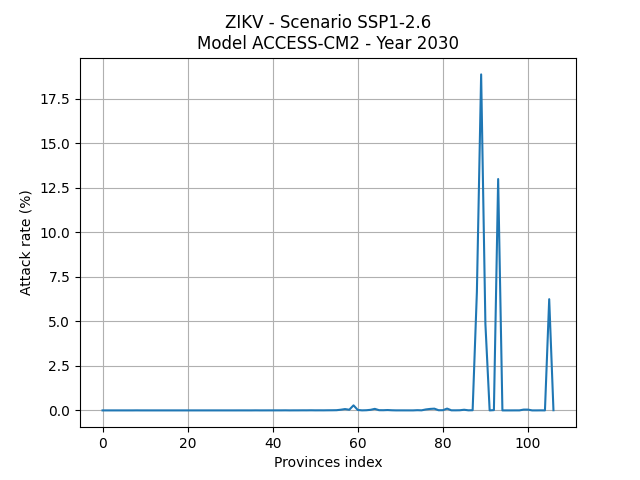 ZIKV - Scenario SSP1-2.6
Model ACCESS-CM2 - Year 2030
17.5
15.0
12.5
10.0
7.5
5.0
2.5
0.0
Attack rate (%)
0 20 40 60 80 100
Provinces index